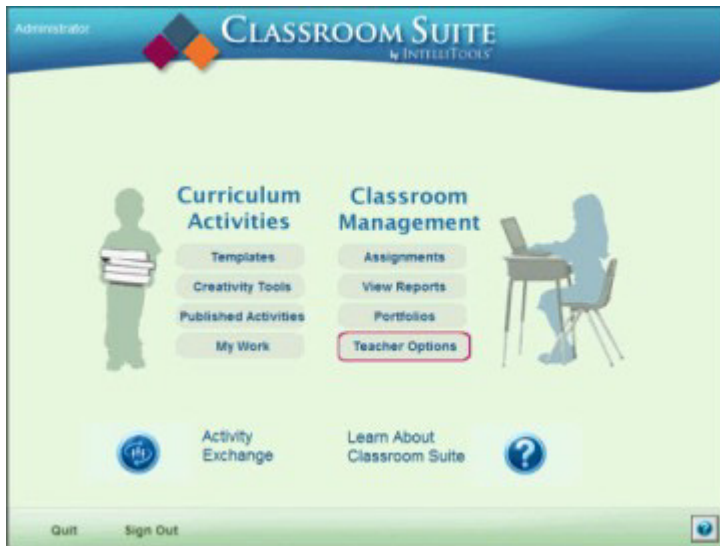 Administrator
CLASSROOM SUITE
by INTELLITOOLS
Curriculum
Activities
Templates
Creativity Tools
Published Activities
My Work
Classroom
Management
Assignments
View Reports
Portfolios
Teacher Options
Activity
Exchange
Learn About
Classroom Suite
?
Quit
Sign Out
?